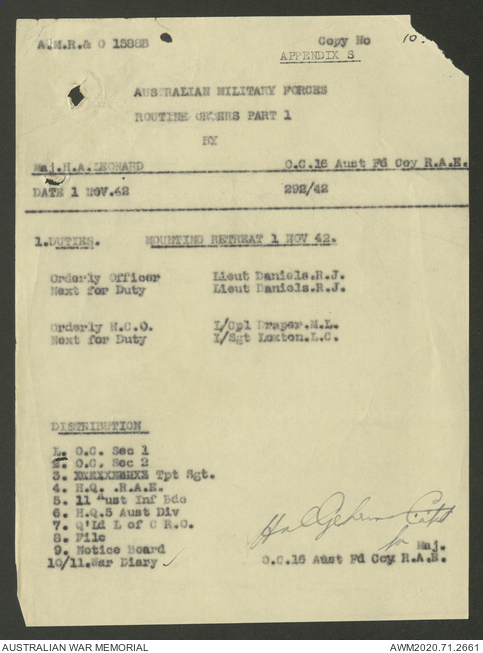 A.M.R.& O 1538B Copy No 10.
APPENDIX S
AUSTRALIAN MILITARY FORCES
ROUTINE ORDERS PART 1
BY
Maj.H.A.LEONARD O.C.16 Aust Fd Coy R.A.E.
DATE 1 NOV.42 292/42
1.DUTIES. MOUNTING RETREAT 1 NOV 42.
Orderly Officer Lieut Daniels.R.J.
Next for Duty Lieut Daniels.R.J.
Orderly N.C.O. L/Cpl Draper.M.L.
Next for Duty L/Sgt Loxton.L.C.
DISTRIBUTION
1. O.C. Sec 1
2. O.C. Sec 2
3. Tpt Sgt.
4. H.Q. .R.A.E.
5. 11 Aust Inf Bde
6. H.Q.5 Aust Div
7. Q'ld L of C R.C.
8. File
9. Notice Board
10/11.War Diary ✓
Capt
for Maj.
O.C.16 Aust Fd Coy R.A.E.
AUSTRALIAN WAR MEMORIAL AWM2020.71.2661